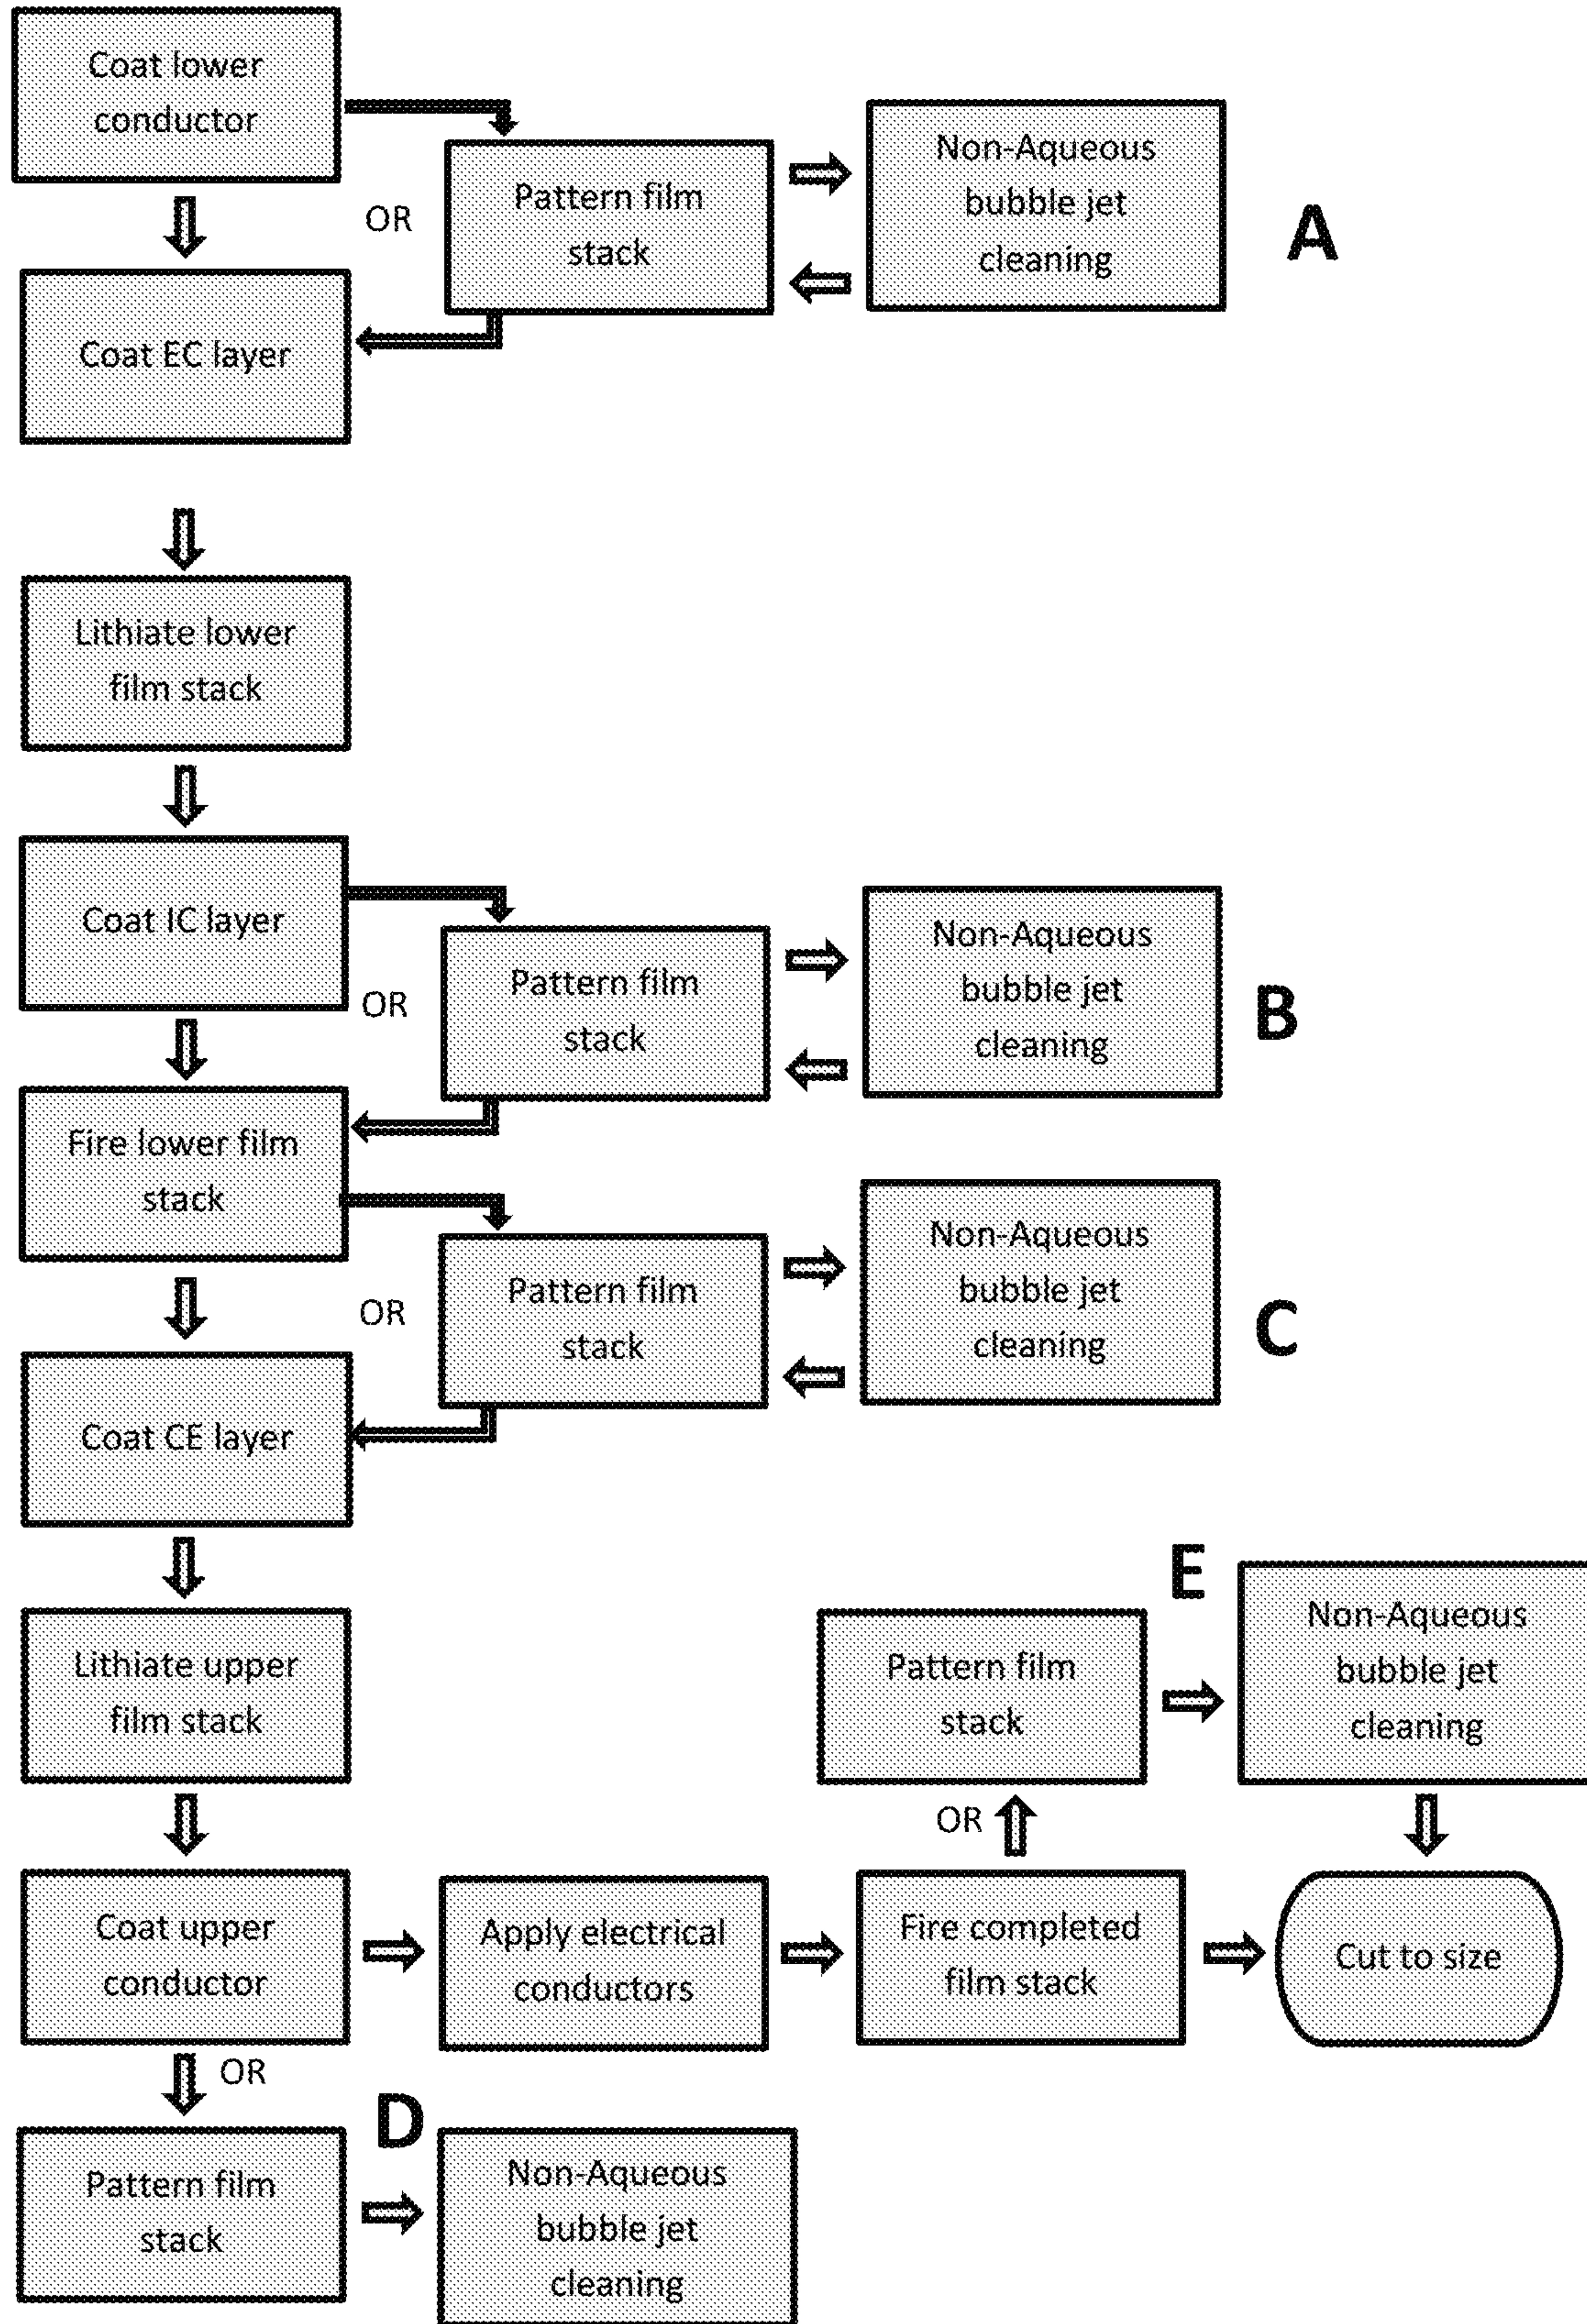 Coat lower
conductor
OR
Pattern film
stack
Non-Aqueous
bubble jet
cleaning
A
Coat EC layer
Lithiate lower
film stack
Coat IC layer
OR
Pattern film
stack
Non-Aqueous
bubble jet
cleaning
B
Fire lower film
stack
OR
Pattern film
stack
Non-Aqueous
bubble jet
cleaning
C
Coat CE layer
Lithiate upper
film stack
Pattern film
stack
E
Non-Aqueous
bubble jet
cleaning
OR
Coat upper
conductor
Apply electrical
conductors
Fire completed
film stack
Cut to size
OR
Pattern film
stack
D
Non-Aqueous
bubble jet
cleaning